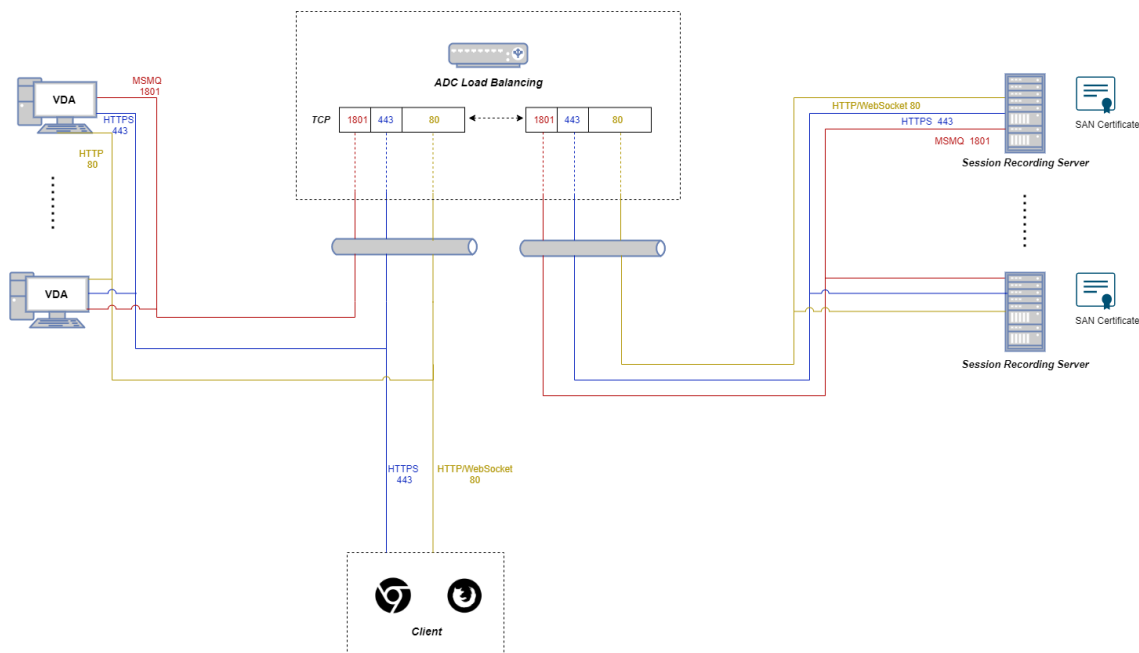 ADC Load Balancing
TCP
1801
443
80
1801
443
80
VDA
MSMQ
1801
HTTPS
443
HTTP
80
VDA
HTTP/WebSocket 80
HTTPS 443
MSMQ 1801
Session Recording Server
SAN Certificate
Session Recording Server
SAN Certificate
HTTPS
443
HTTP/WebSocket
80
Client